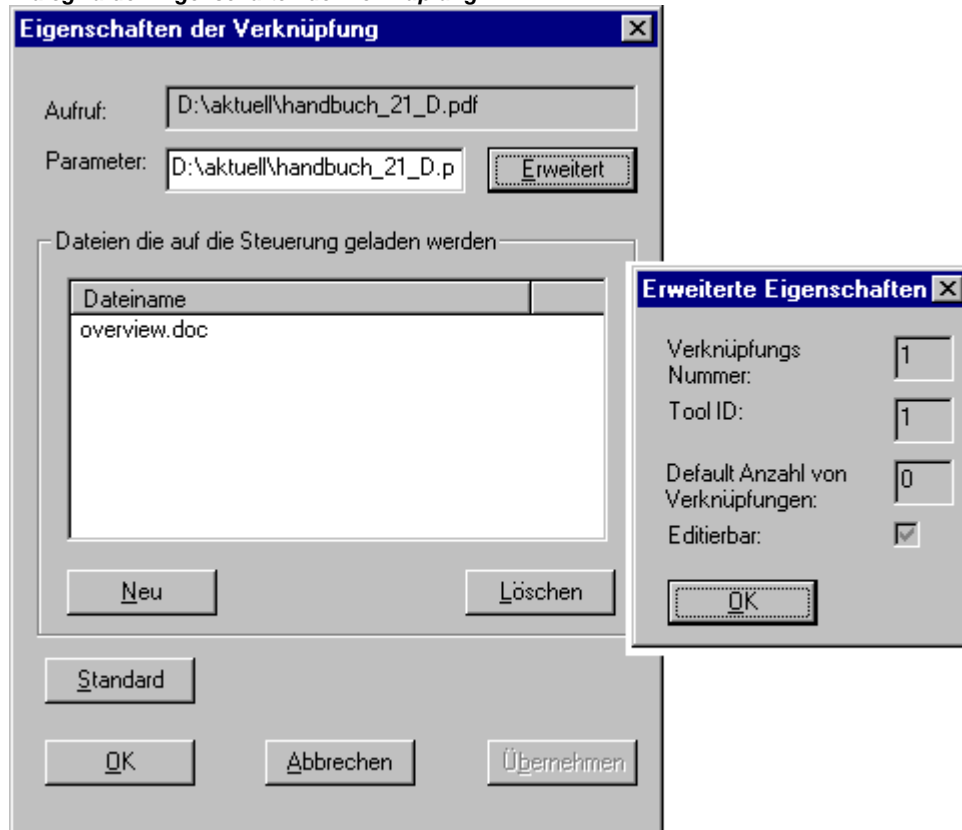 Eigenschaften der Verknüpfung
Aufruf:
D:\aktuell\handbuch_21_D.pdf
Parameter:
D:\aktuell\handbuch_21_D.p
Erweitert
Dateien die auf die Steuerung geladen werden
Dateiname
overview.doc
Neu
Löschen
Standard
OK
Abbrechen
Übernehmen
Erweiterte Eigenschaften
Verknüpfungs
Nummer:
1
Tool ID:
1
Default Anzahl von
Verknüpfungen:
0
Editierbar:
OK